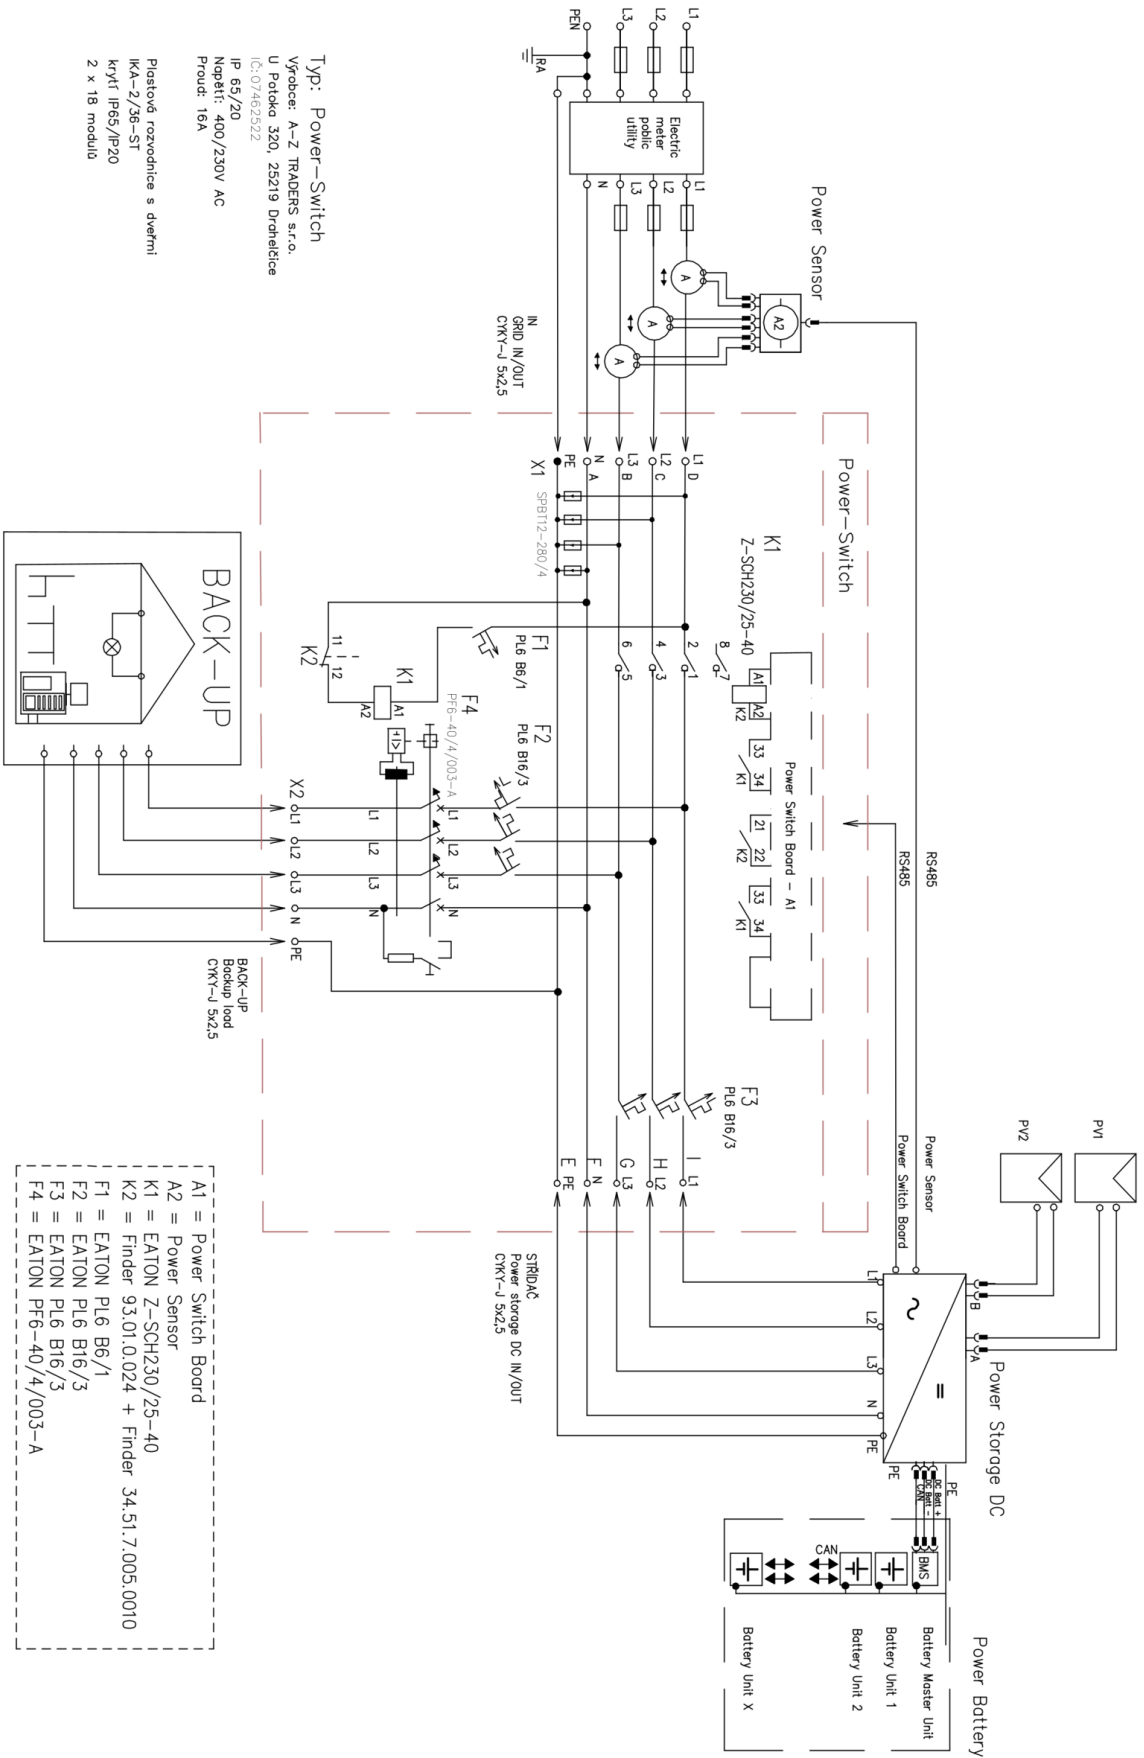 L1
L2
L3
PEN
RA
Electric
meter
poblic
utility
L1
L2
L3
N
Power Sensor
A
A
A
A2
IN
GRID IN/OUT
CYKY-J 5x2,5
Typ: Power-Switch
Výrobce: A-Z TRADERS s.r.o.
U Potoka 320, 25219 Drahelčice
IČ:07462522
IP 65/20
Napětí: 400/230V AC
Proud: 16A
Plastová rozvodnice s dveřmi
IKA-2/36-ST
krytí IP65/IP20
2 x 18 modulů
Power-Switch
L1 D
L2 C
L3 B
N A
PE
X1
SPBT12-280/4
K1
Z-SCH230/25-40
8 7
2 1
4 3
6 5
A1 A2
K2
33 34
K1
21 22
K2
33 34
K1
Power Switch Board - A1
F1
PL6 B6/1
F2
PL6 B16/3
F4
PF6-40/4/003-A
K1
A1
A2
11 12
K2
+I>
L1 L1
L2 L2
L3 L3
N N
X2
L1
L2
L3
N
PE
BACK-UP
Backup load
CYKY-J 5x2,5
BACK-UP
F3
PL6 B16/3
I L1
H L2
G L3
F N
E PE
STŘÍDAČ
Power storage DC IN/OUT
CYKY-J 5x2,5
RS485
RS485
Power Sensor
Power Switch Board
PV1
PV2
B
A
Power Storage DC
L1
L2
L3
N
PE
~
=
PE
PE
DC Batt +
DC Batt -
CAN
BMS
CAN
Power Battery
Battery Master Unit
Battery Unit 1
Battery Unit 2
Battery Unit X
A1 = Power Switch Board
A2 = Power Sensor
K1 = EATON Z-SCH230/25-40
K2 = Finder 93.01.0.024 + Finder 34.51.7.005.0010
F1 = EATON PL6 B6/1
F2 = EATON PL6 B16/3
F3 = EATON PL6 B16/3
F4 = EATON PF6-40/4/003-A